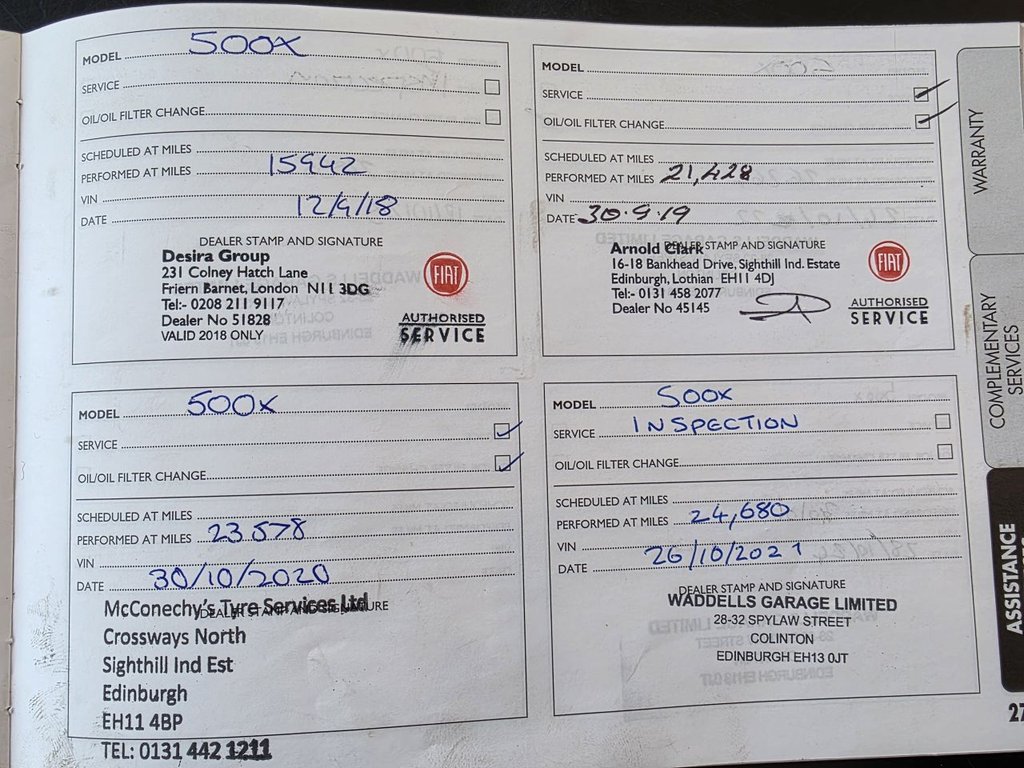 MODEL 500X
SERVICE
OIL/OIL FILTER CHANGE
SCHEDULED AT MILES
PERFORMED AT MILES 15942
VIN
DATE 12/9/18
DEALER STAMP AND SIGNATURE
Desira Group
231 Colney Hatch Lane
Friern Barnet, London N11 3DG
Tel:- 0208 211 9117
Dealer No 51828
VALID 2018 ONLY
FIAT
AUTHORISED
SERVICE
MODEL
SERVICE
OIL/OIL FILTER CHANGE
SCHEDULED AT MILES
PERFORMED AT MILES 21,428
VIN
DATE 30.9.19
DEALER STAMP AND SIGNATURE
Arnold Clark
16-18 Bankhead Drive, Sighthill Ind. Estate
Edinburgh, Lothian EH11 4DJ
Tel:- 0131 458 2077
Dealer No 45145
FIAT
AUTHORISED
SERVICE
MODEL 500X
SERVICE
OIL/OIL FILTER CHANGE
SCHEDULED AT MILES
PERFORMED AT MILES 23578
VIN
DATE 30/10/2020
DEALER STAMP AND SIGNATURE
McConechy's Tyre Services Ltd
Crossways North
Sighthill Ind Est
Edinburgh
EH11 4BP
TEL: 0131 442 1211
MODEL 500X
SERVICE INSPECTION
OIL/OIL FILTER CHANGE
SCHEDULED AT MILES
PERFORMED AT MILES 24,680
VIN
DATE 26/10/2021
DEALER STAMP AND SIGNATURE
WADDELLS GARAGE LIMITED
28-32 SPYLAW STREET
COLINTON
EDINBURGH EH13 0JT
WARRANTY
COMPLEMENTARY
SERVICES
ASSISTANCE
27